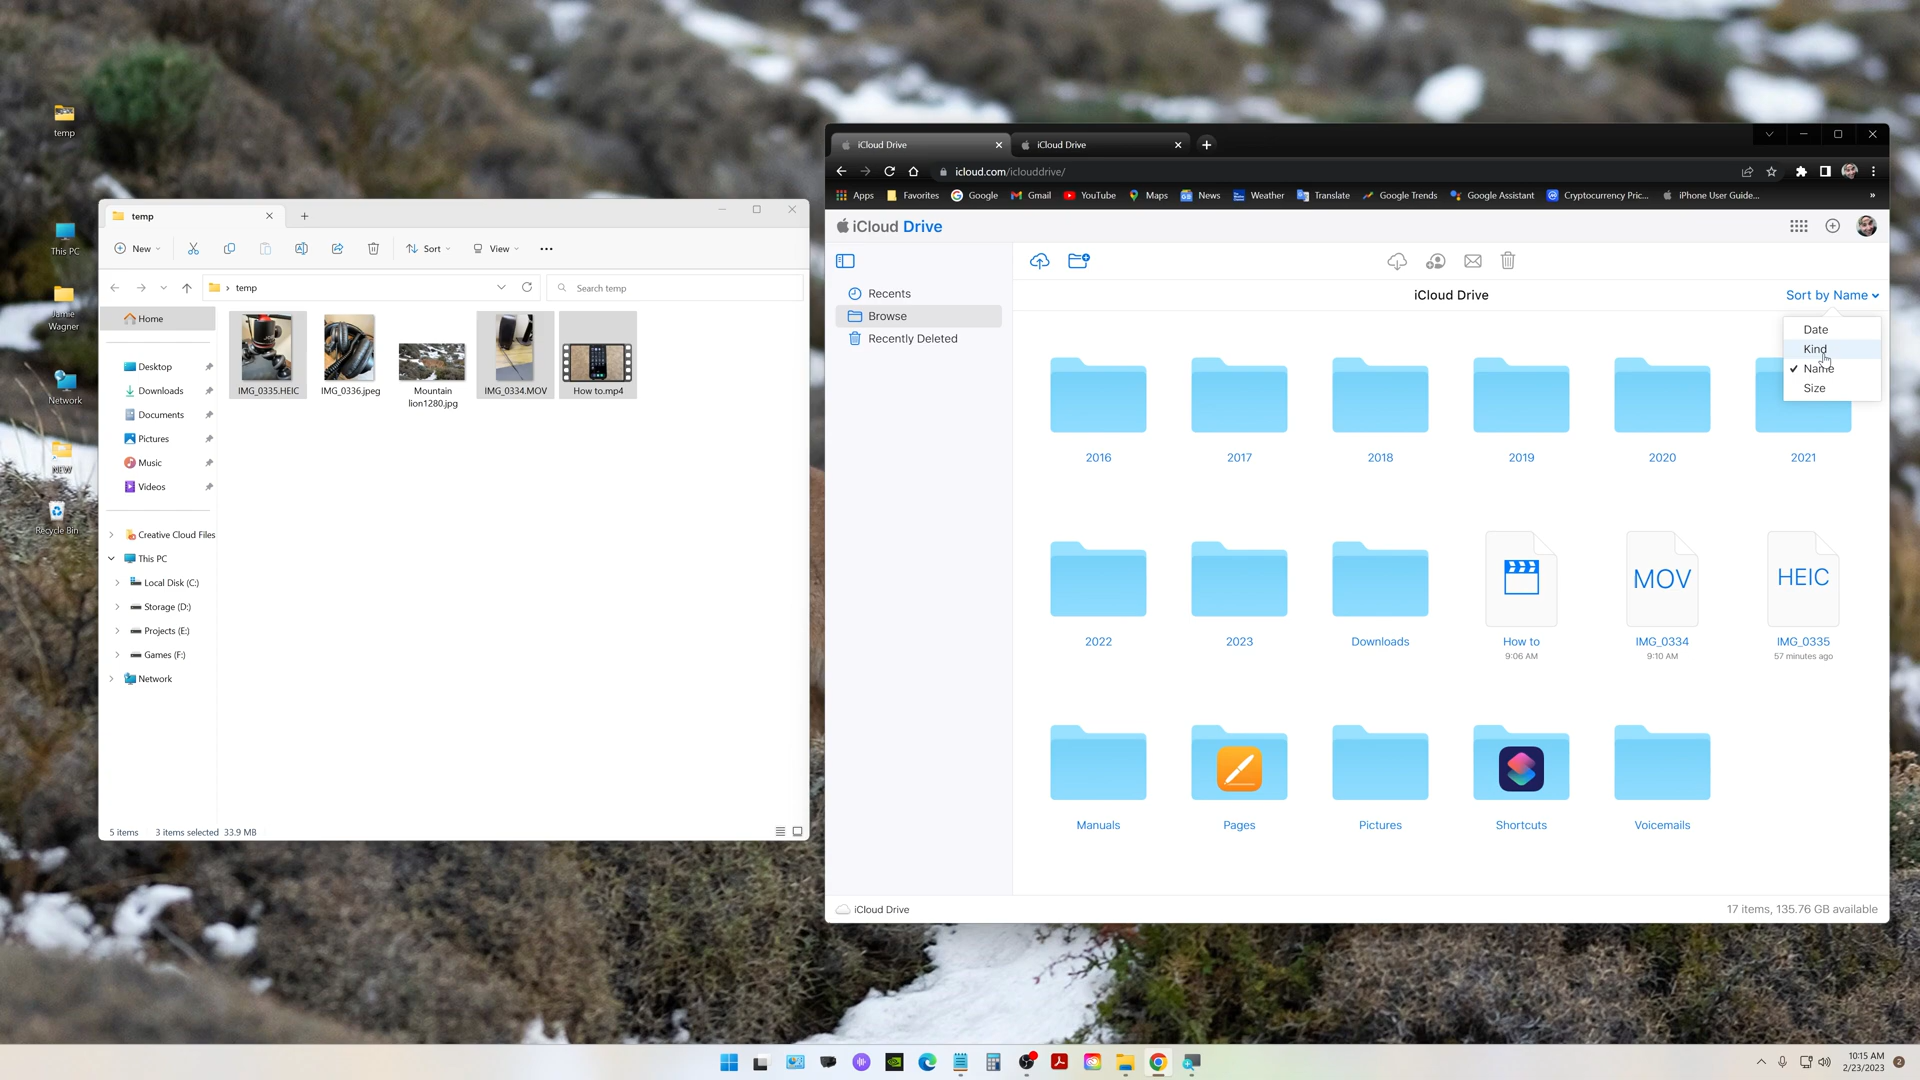 temp
This PC
Jamie
Wagner
Network
NEW
Recycle Bin
temp
New
Sort
View
temp
Search temp
Home
Desktop
Downloads
Documents
Pictures
Music
Videos
Creative Cloud Files
This PC
Local Disk (C:)
Storage (D:)
Projects (E:)
Games (F:)
Network
IMG_0335.HEIC
IMG_0336.jpeg
Mountain
lion1280.jpg
IMG_0334.MOV
How to.mp4
5 items 3 items selected 33.9 MB
iCloud Drive
iCloud Drive
icloud.com/iclouddrive/
Apps Favorites Google Gmail YouTube Maps News Weather Translate Google Trends Google Assistant Cryptocurrency Pric... iPhone User Guide... »
iCloud Drive
Recents
Browse
Recently Deleted
iCloud Drive
Sort by Name
Date
Kind
Name
Size
2016 2017 2018 2019 2020 2021
MOV HEIC
2022 2023 Downloads How to IMG_0334 IMG_0335
9:06 AM 9:10 AM 57 minutes ago
Manuals Pages Pictures Shortcuts Voicemails
iCloud Drive
17 items, 135.76 GB available
10:15 AM
2/23/2023
2